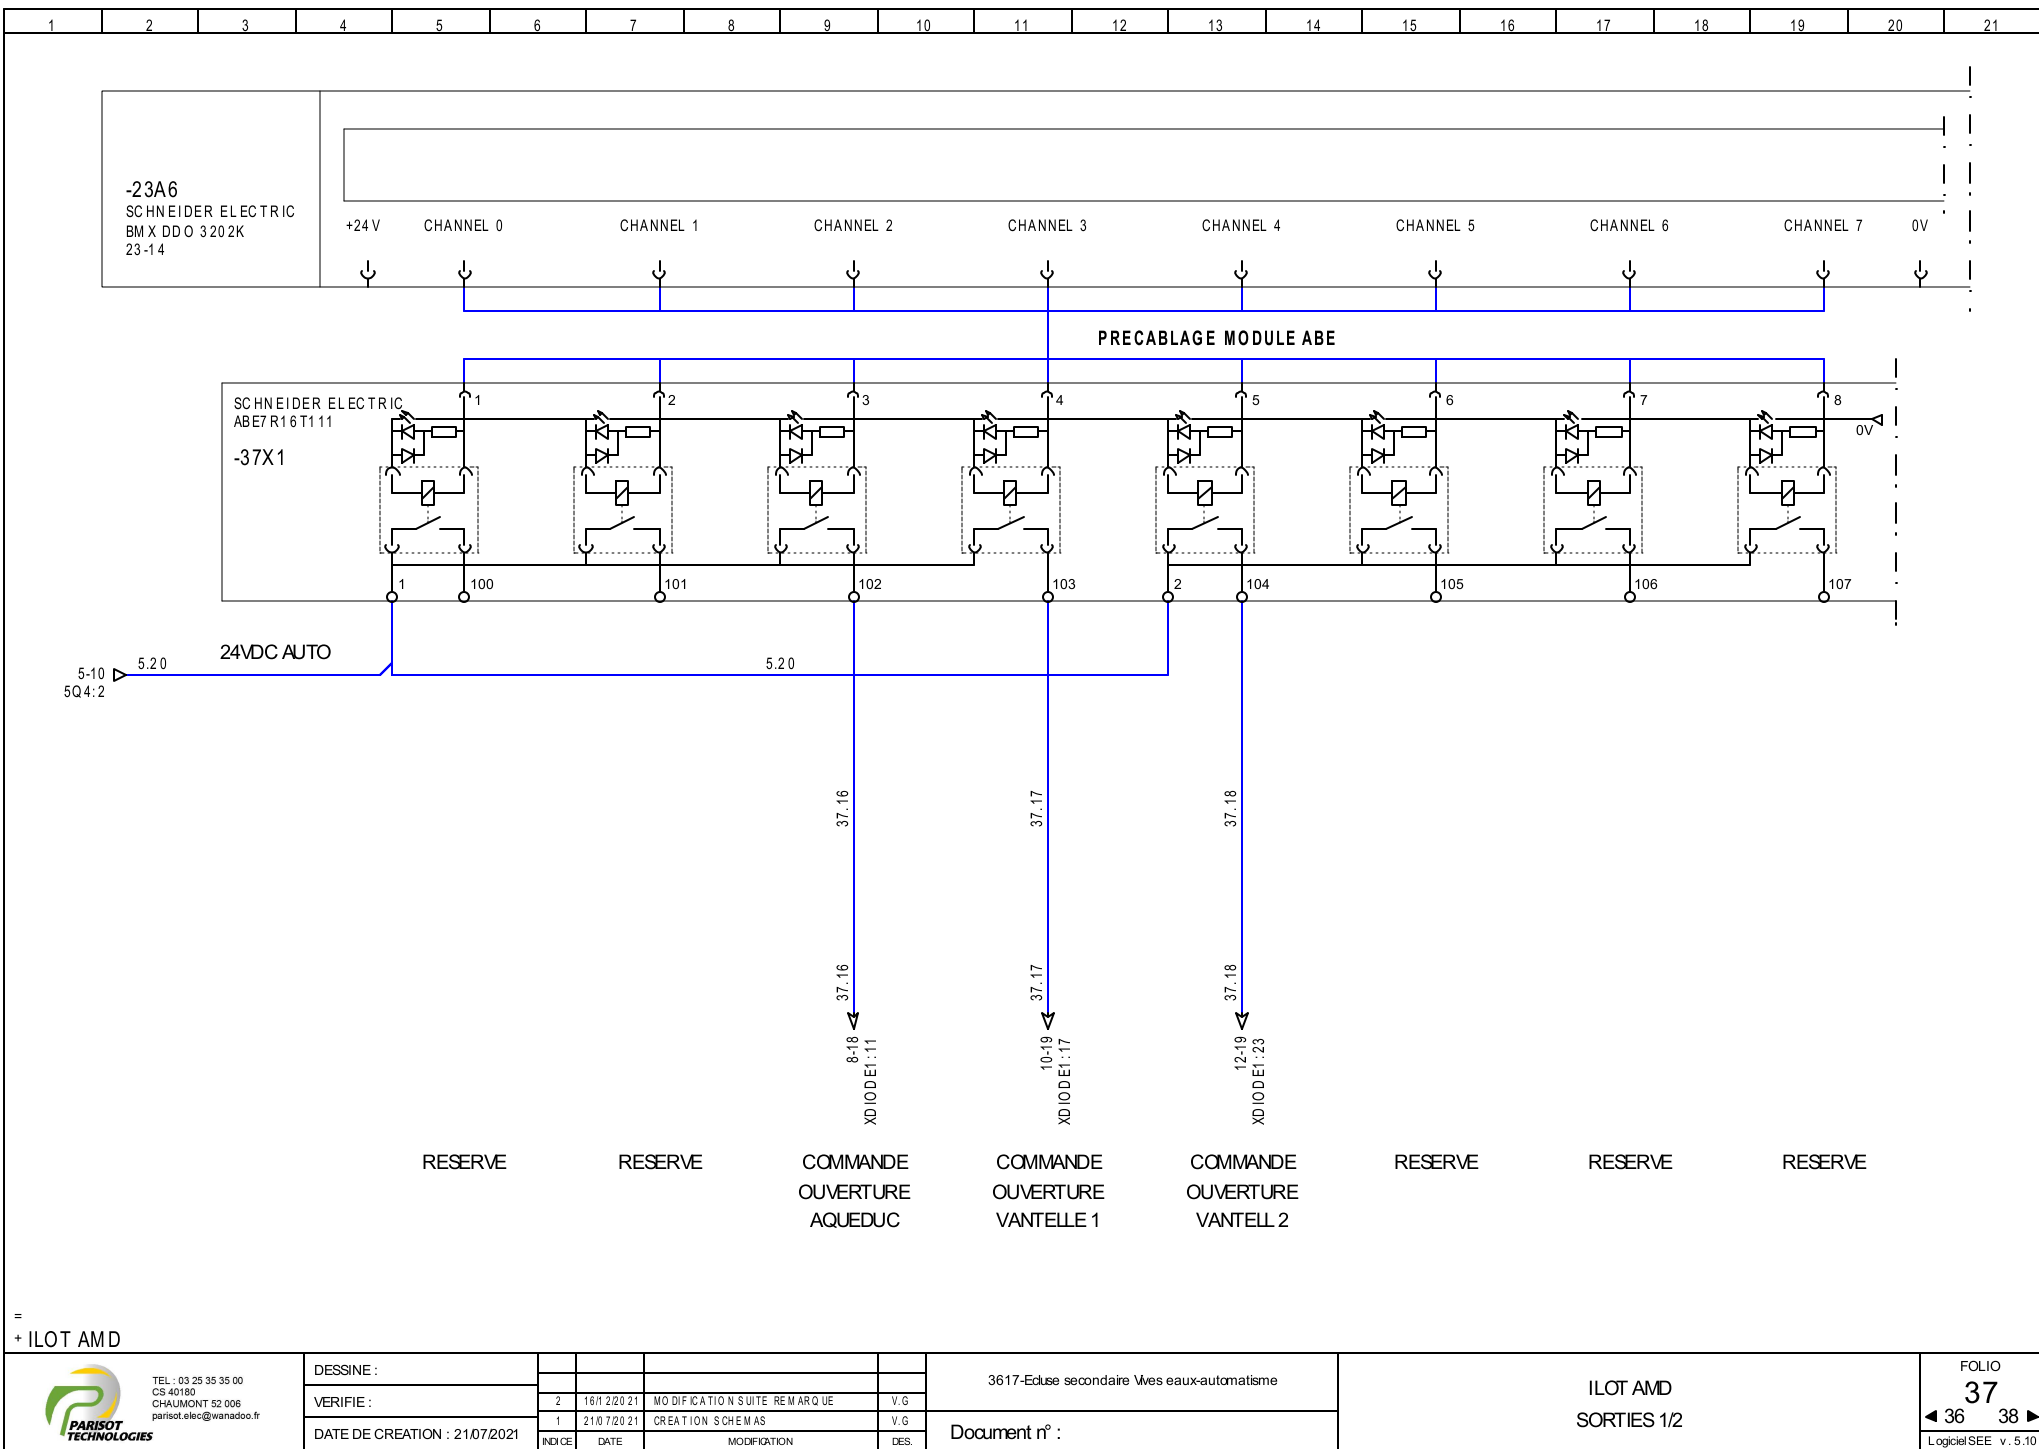 1 2 3 4 5 6 7 8 9 10 11 12 13 14 15 16 17 18 19 20 21
-23A6
SCHNEIDER ELECTRIC
BMX DDO 3202K
23-14
+24V CHANNEL 0 CHANNEL 1 CHANNEL 2 CHANNEL 3 CHANNEL 4 CHANNEL 5 CHANNEL 6 CHANNEL 7 0V
PRECABLAGE MODULE ABE
SCHNEIDER ELECTRIC
ABE7R16T111
-37X1
1 2 3 4 5 6 7 8
0V
1 100 101 102 103 2 104 105 106 107
24VDC AUTO
5-10
5Q4:2
5.20
5.20
37.16 37.17 37.18
37.16 37.17 37.18
8-18
XDIODE1:11
10-19
XDIODE1:17
12-19
XDIODE1:23
RESERVE
RESERVE
COMMANDE
OUVERTURE
AQUEDUC
COMMANDE
OUVERTURE
VANTELLE 1
COMMANDE
OUVERTURE
VANTELL 2
RESERVE
RESERVE
RESERVE
=
+ ILOT AMD
PARISOT
TECHNOLOGIES
TEL : 03 25 35 35 00
CS 40180
CHAUMONT 52 006
parisot.elec@wanadoo.fr
DESSINE :
VERIFIE :
DATE DE CREATION : 21/07/2021
2 16/12/2021 MODIFICATION SUITE REMARQUE V.G
1 21/07/2021 CREATION SCHEMAS V.G
INDICE DATE MODIFICATION DES.
3617-Ecluse secondaire Vives eaux-automatisme
Document n° :
ILOT AMD
SORTIES 1/2
FOLIO
37
36 38
Logiciel SEE v. 5.10